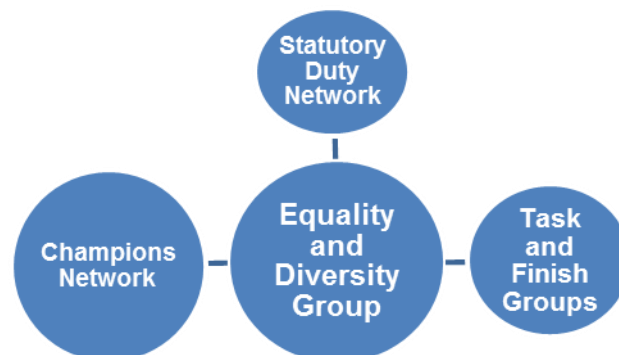 Statutory
Duty
Network
Champions
Network
Equality
and
Diversity
Group
Task
and
Finish
Groups